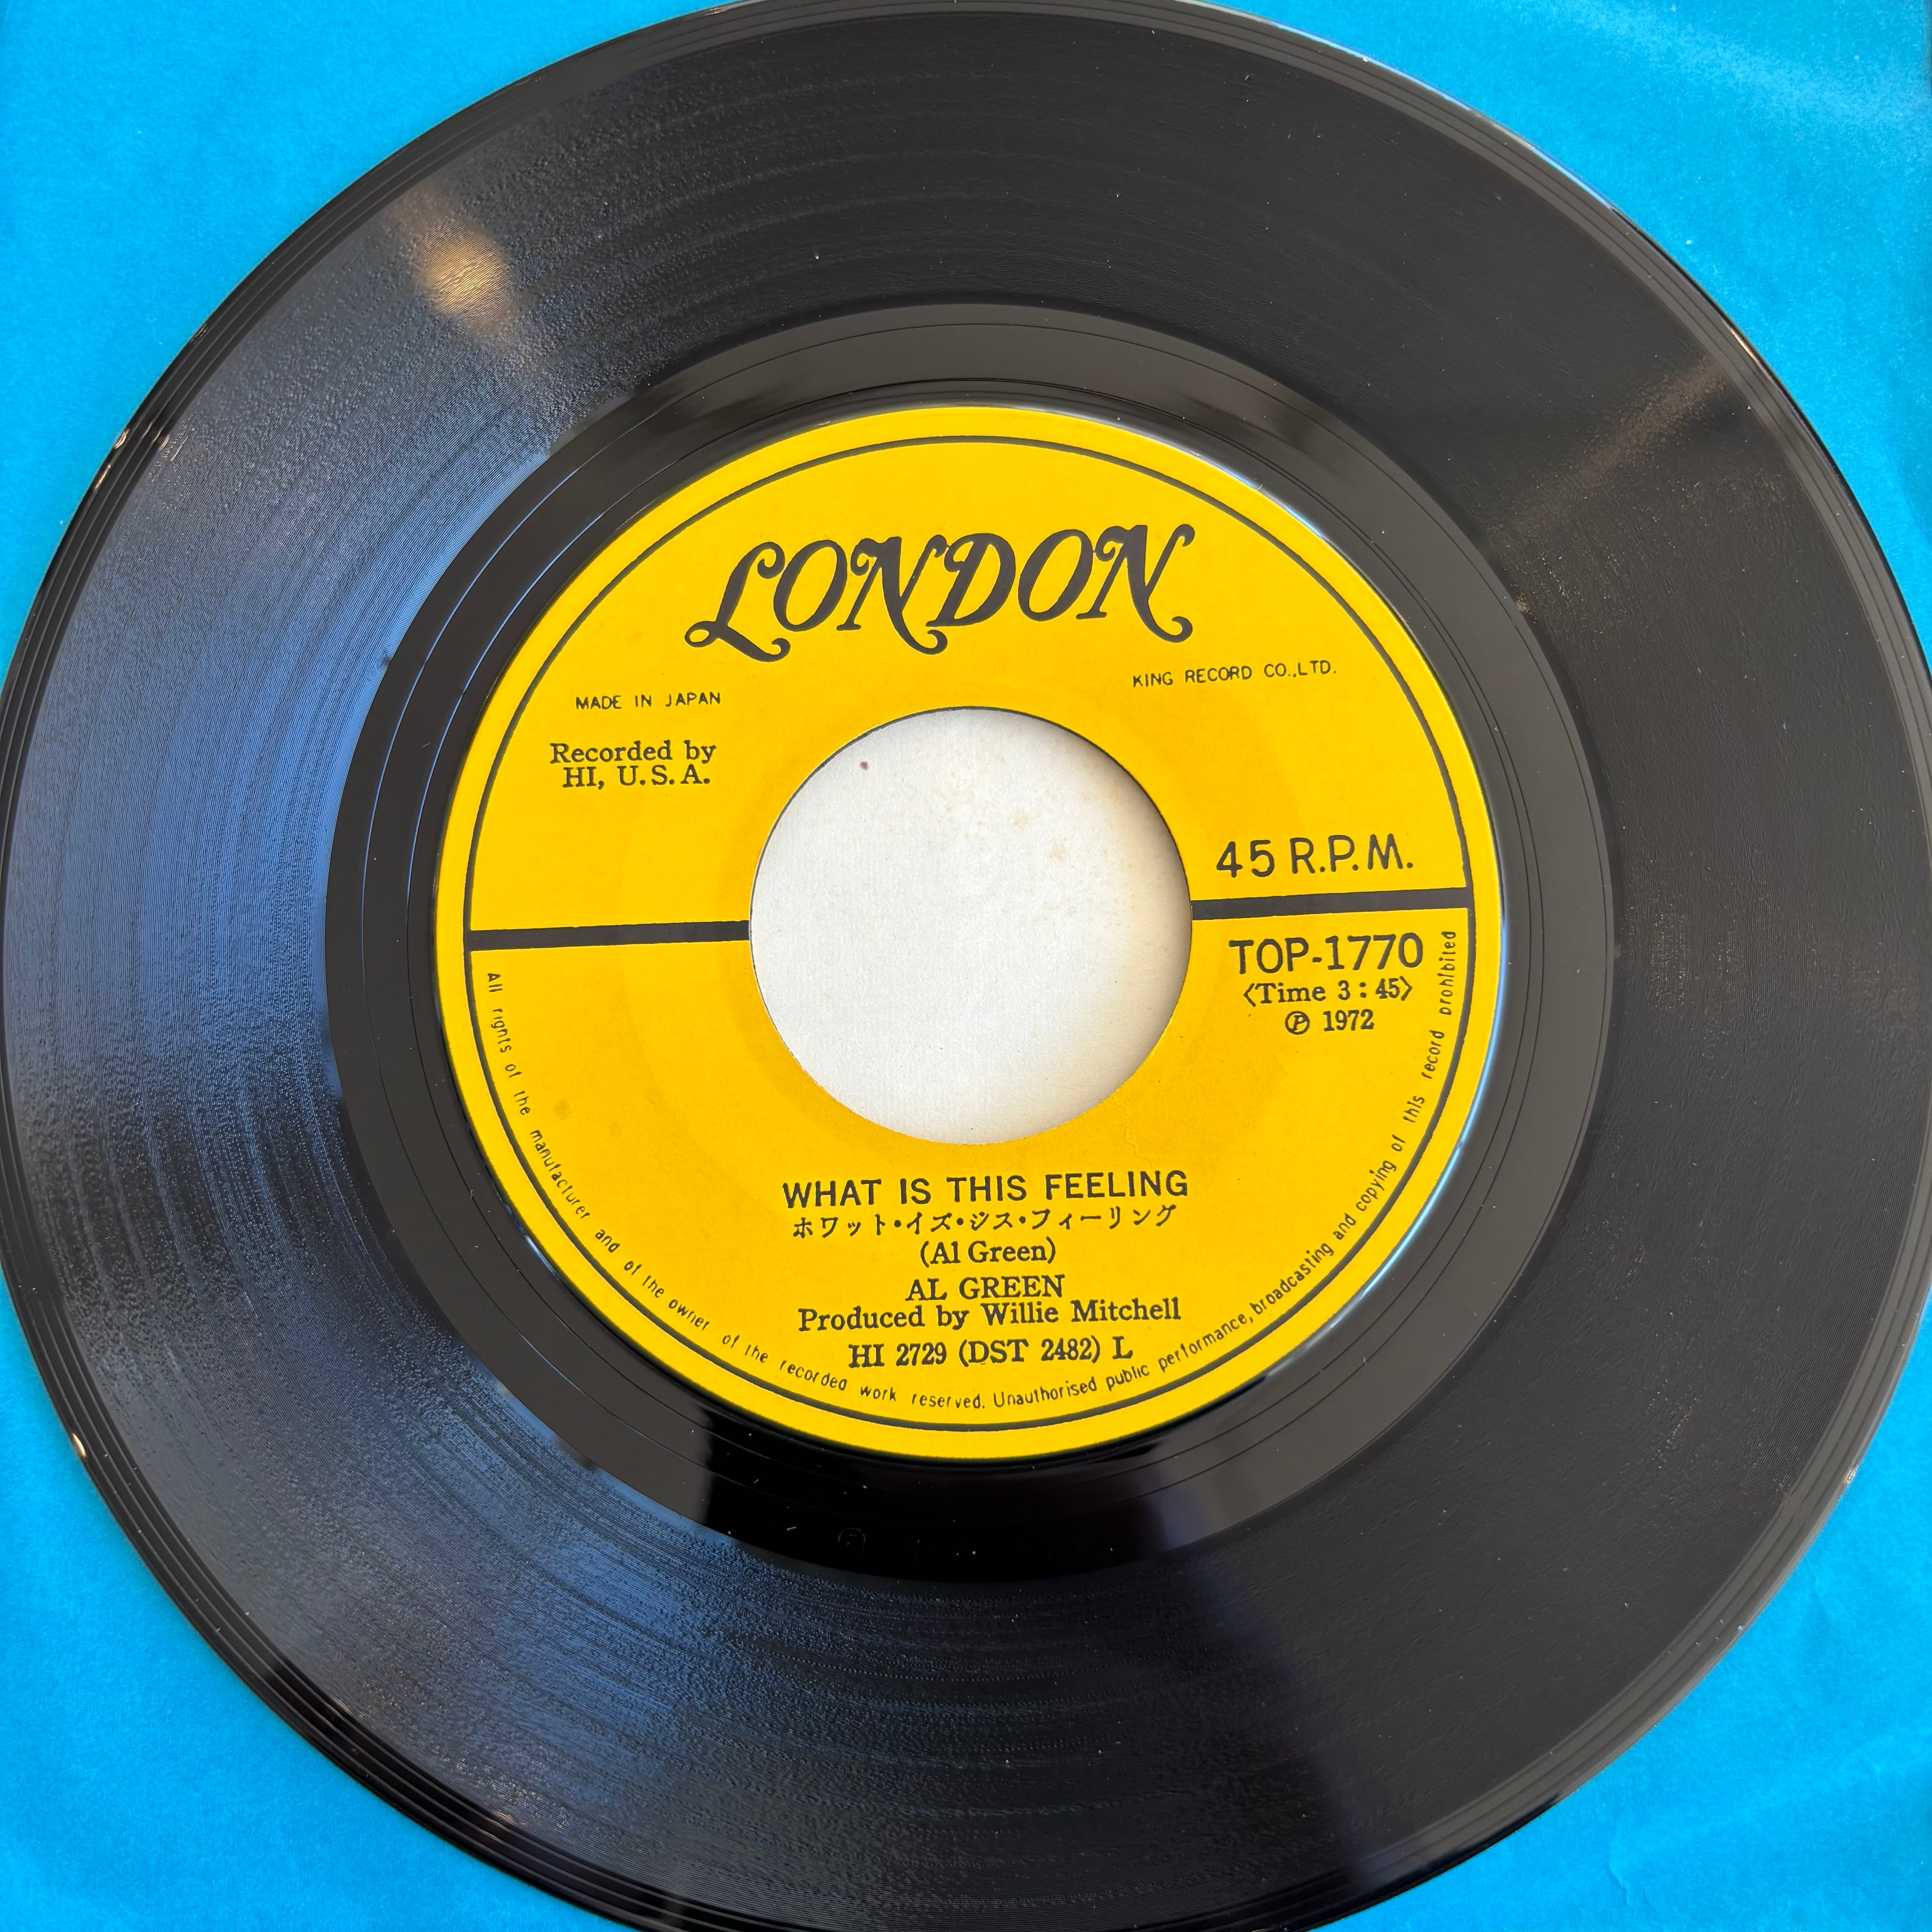 LONDON
MADE IN JAPAN
KING RECORD CO.,LTD.
Recorded by
HI, U.S.A.
45 R.P.M.
TOP-1770
〈Time 3:45〉
Ⓟ 1972
WHAT IS THIS FEELING
ホワット・イズ・ジス・フィーリング
(Al Green)
AL GREEN
Produced by Willie Mitchell
HI 2729 (DST 2482) L
All rights of the manufacturer and of the owner of the recorded work reserved. Unauthorised public performance, broadcasting and copying of this record prohibited